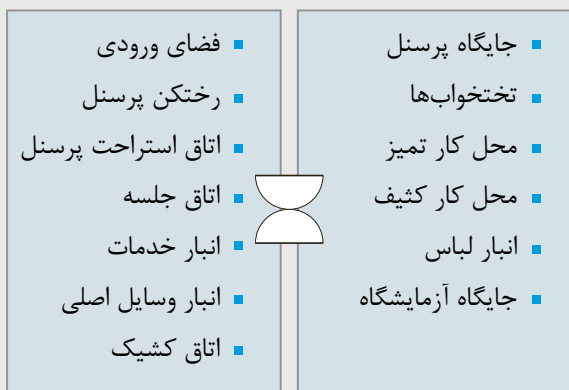 جایگاه پرسنل
تختخواب‌ها
محل کار تمیز
محل کار کثیف
انبار لباس
جایگاه آزمایشگاه
فضای ورودی
رختکن پرسنل
اتاق استراحت پرسنل
اتاق جلسه
انبار خدمات
انبار وسایل اصلی
اتاق کشیک